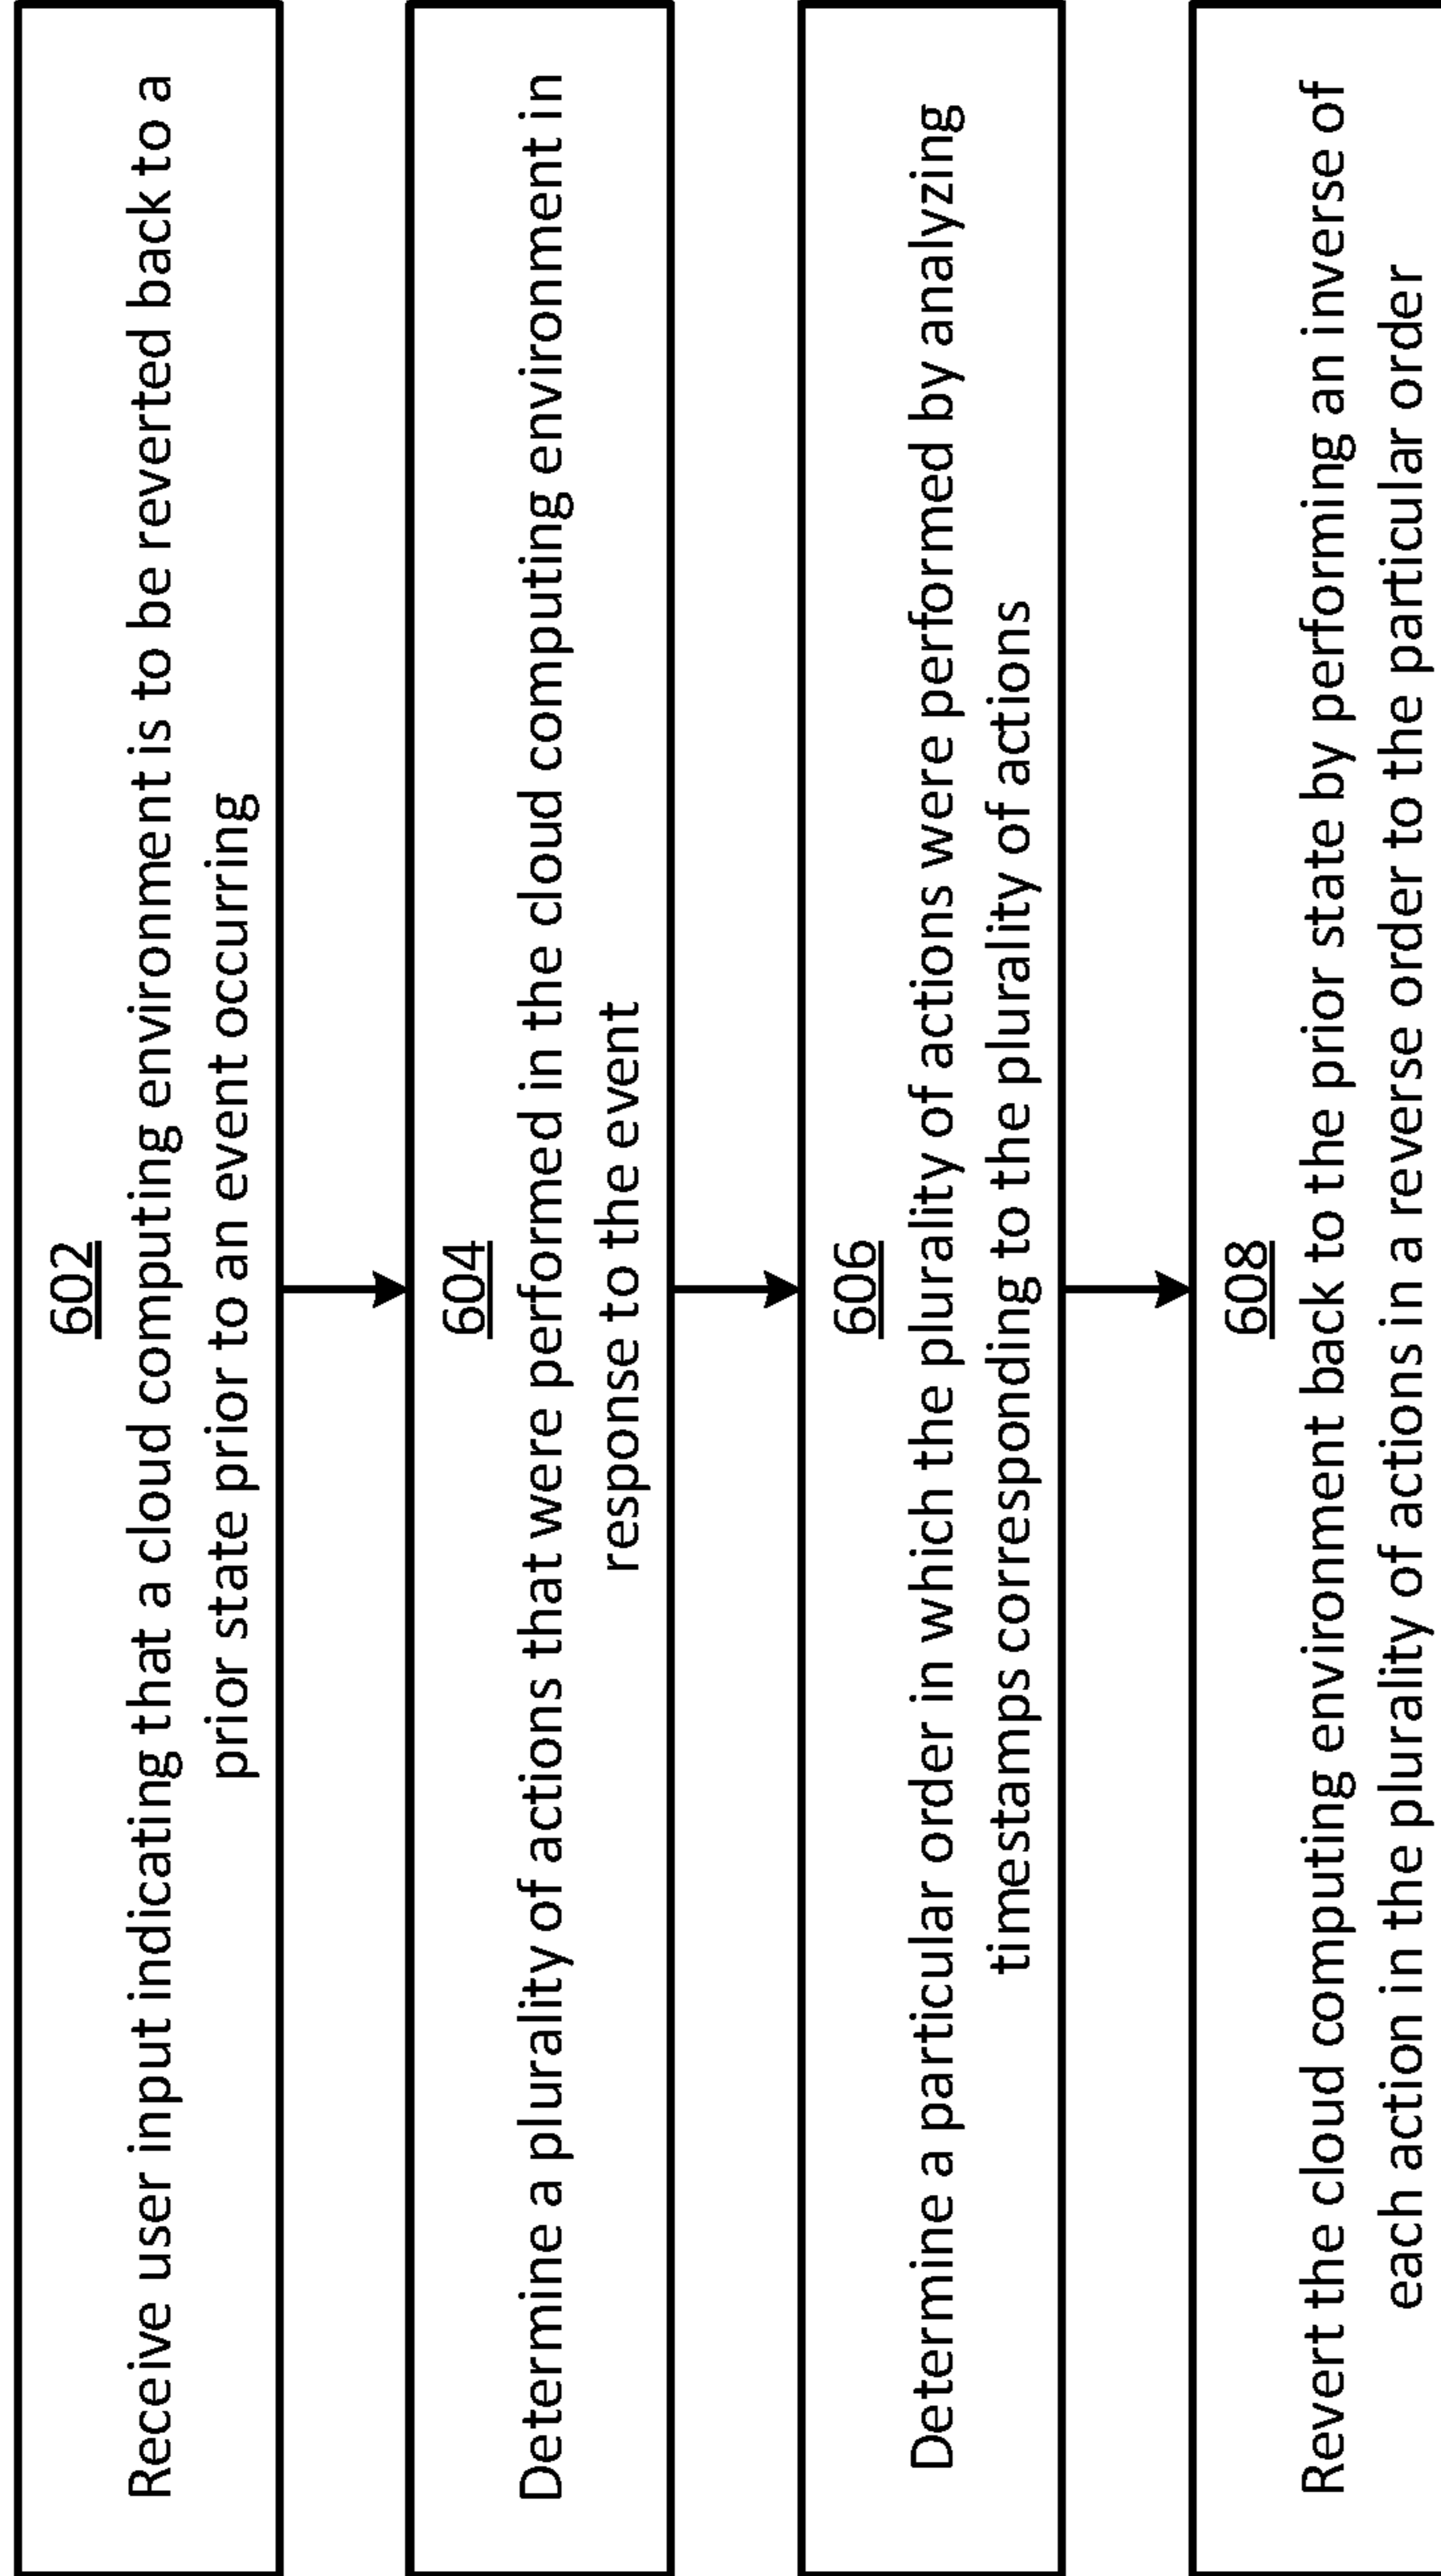 602
Receive user input indicating that a cloud computing environment is to be reverted back to a
prior state prior to an event occurring
604
Determine a plurality of actions that were performed in the cloud computing environment in
response to the event
606
Determine a particular order in which the plurality of actions were performed by analyzing
timestamps corresponding to the plurality of actions
608
Revert the cloud computing environment back to the prior state by performing an inverse of
each action in the plurality of actions in a reverse order to the particular order